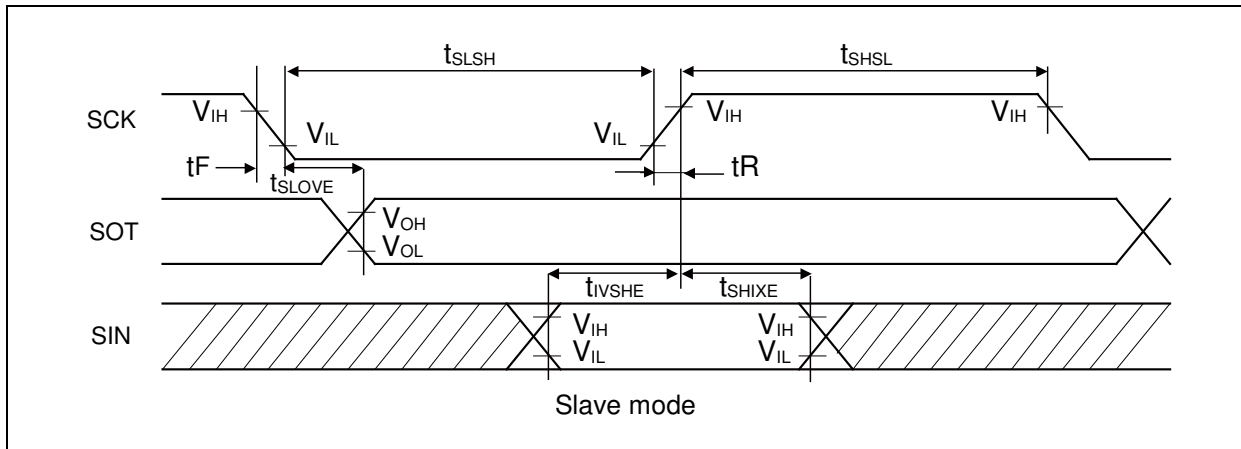 tSLSH
tSHSL
SCK
VIH
VIL
VIL
VIH
VIH
tF
tSLOVE
tR
SOT
VOH
VOL
tIVSHE
tSHIXE
SIN
VIH
VIL
VIH
VIL
Slave mode